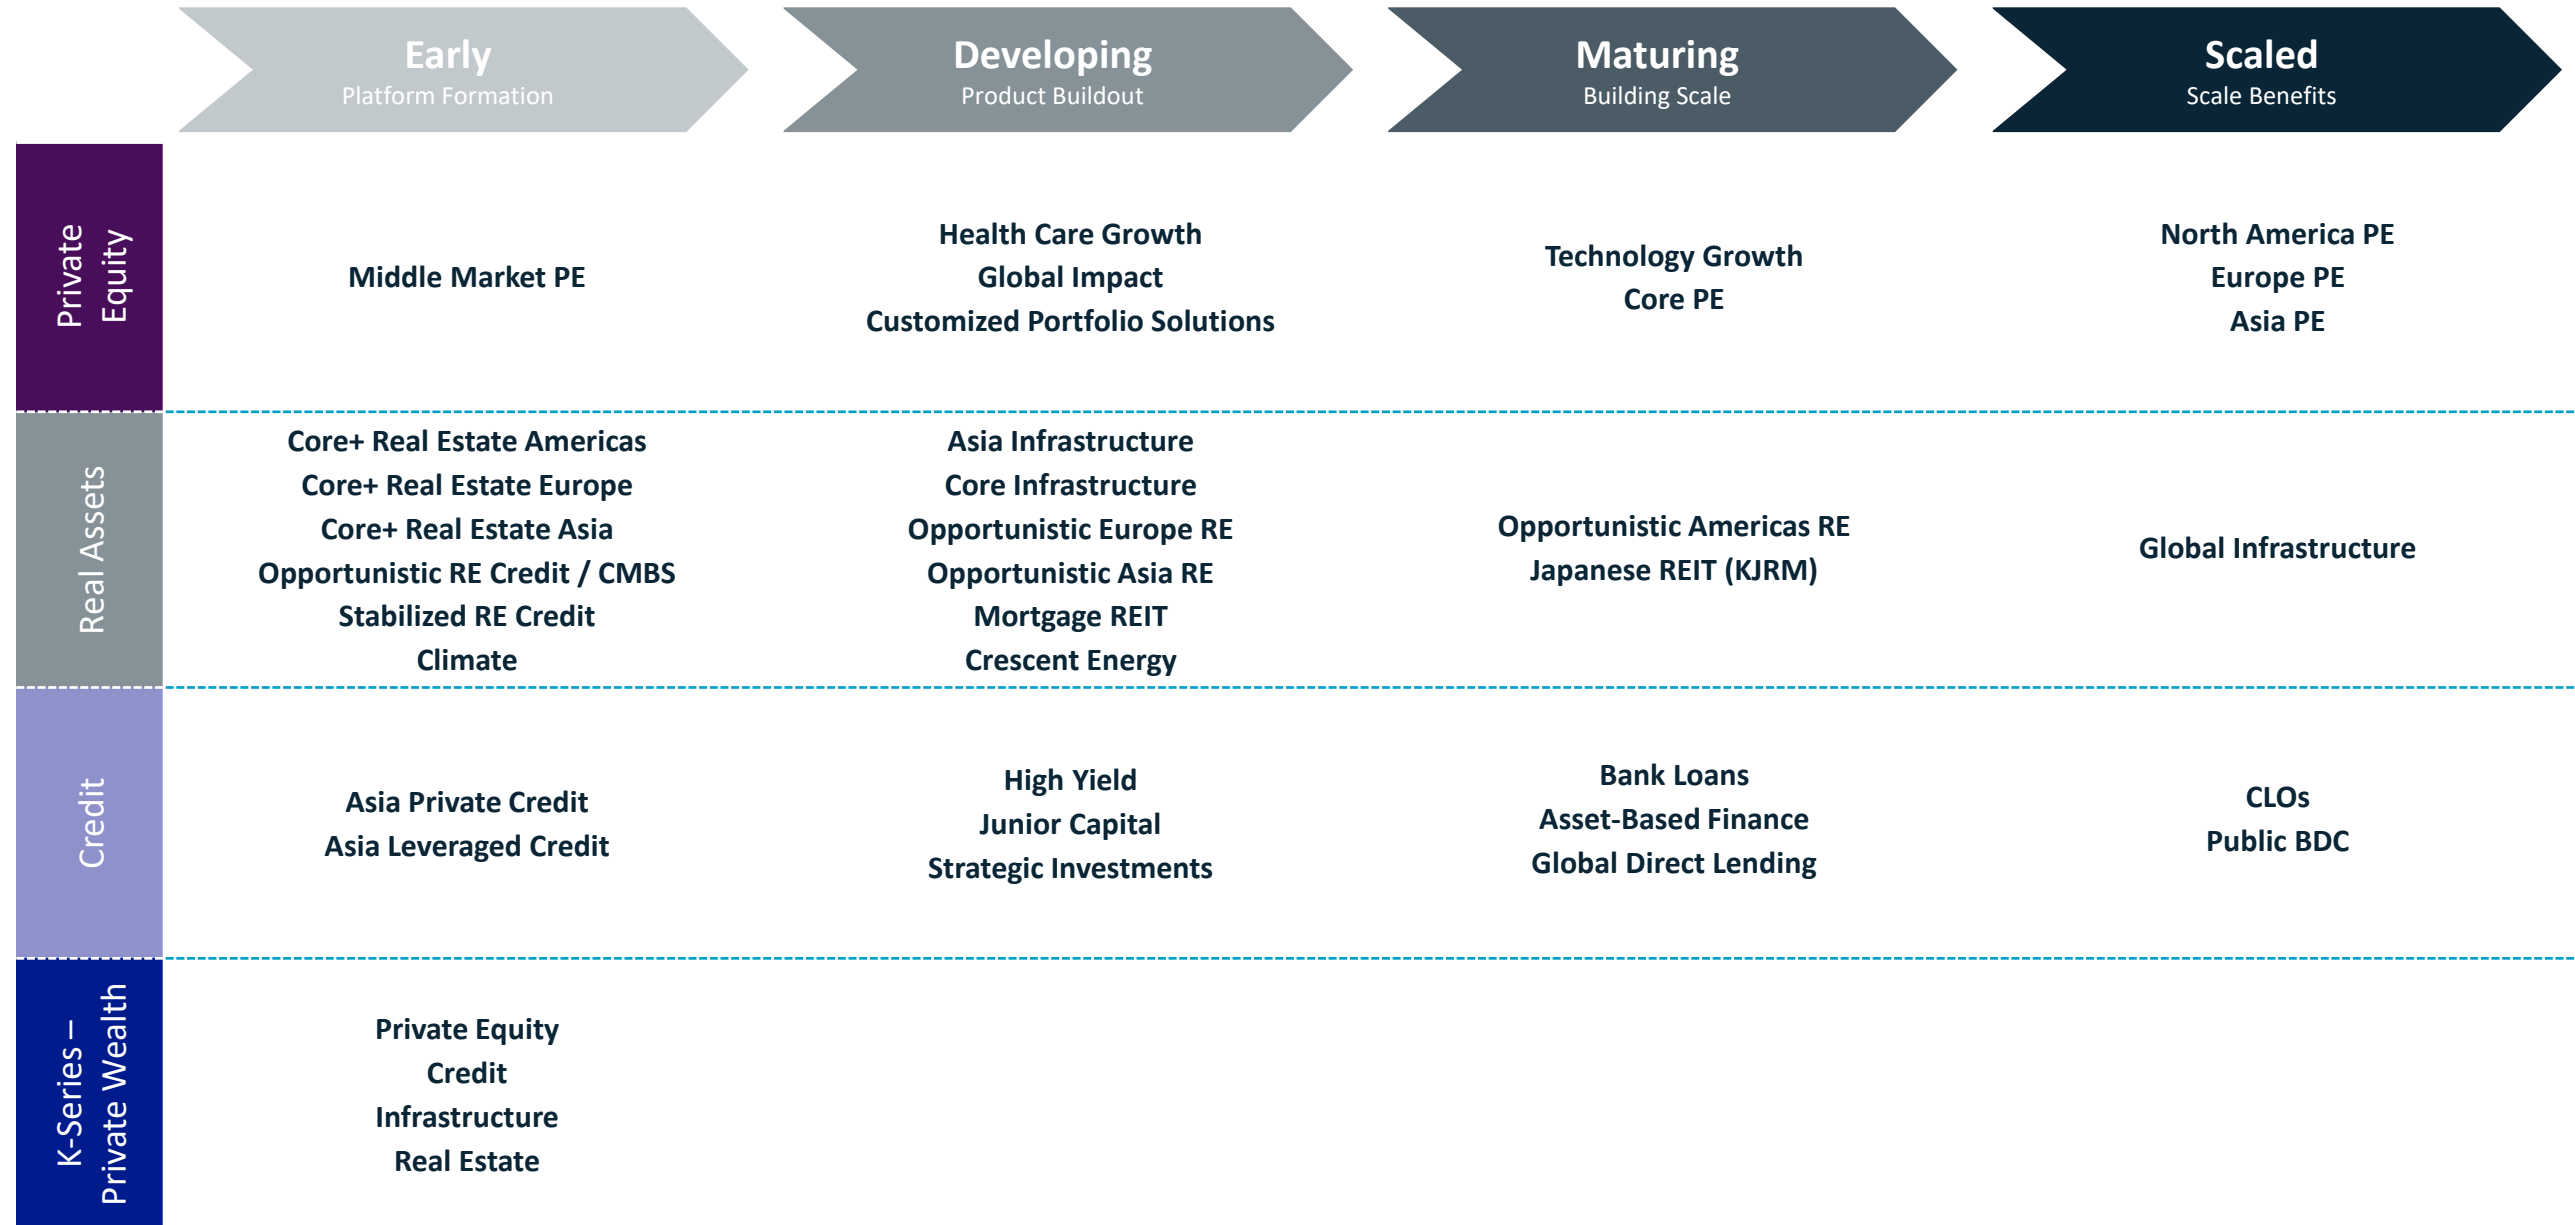 Early
Platform Formation
Developing
Product Buildout
Maturing
Building Scale
Scaled
Scale Benefits
Private
Equity
Middle Market PE
Health Care Growth
Global Impact
Customized Portfolio Solutions
Technology Growth
Core PE
North America PE
Europe PE
Asia PE
Real Assets
Core+ Real Estate Americas
Core+ Real Estate Europe
Core+ Real Estate Asia
Opportunistic RE Credit / CMBS
Stabilized RE Credit
Climate
Asia Infrastructure
Core Infrastructure
Opportunistic Europe RE
Opportunistic Asia RE
Mortgage REIT
Crescent Energy
Opportunistic Americas RE
Japanese REIT (KJRM)
Global Infrastructure
Credit
Asia Private Credit
Asia Leveraged Credit
High Yield
Junior Capital
Strategic Investments
Bank Loans
Asset-Based Finance
Global Direct Lending
CLOs
Public BDC
K-Series –
Private Wealth
Private Equity
Credit
Infrastructure
Real Estate